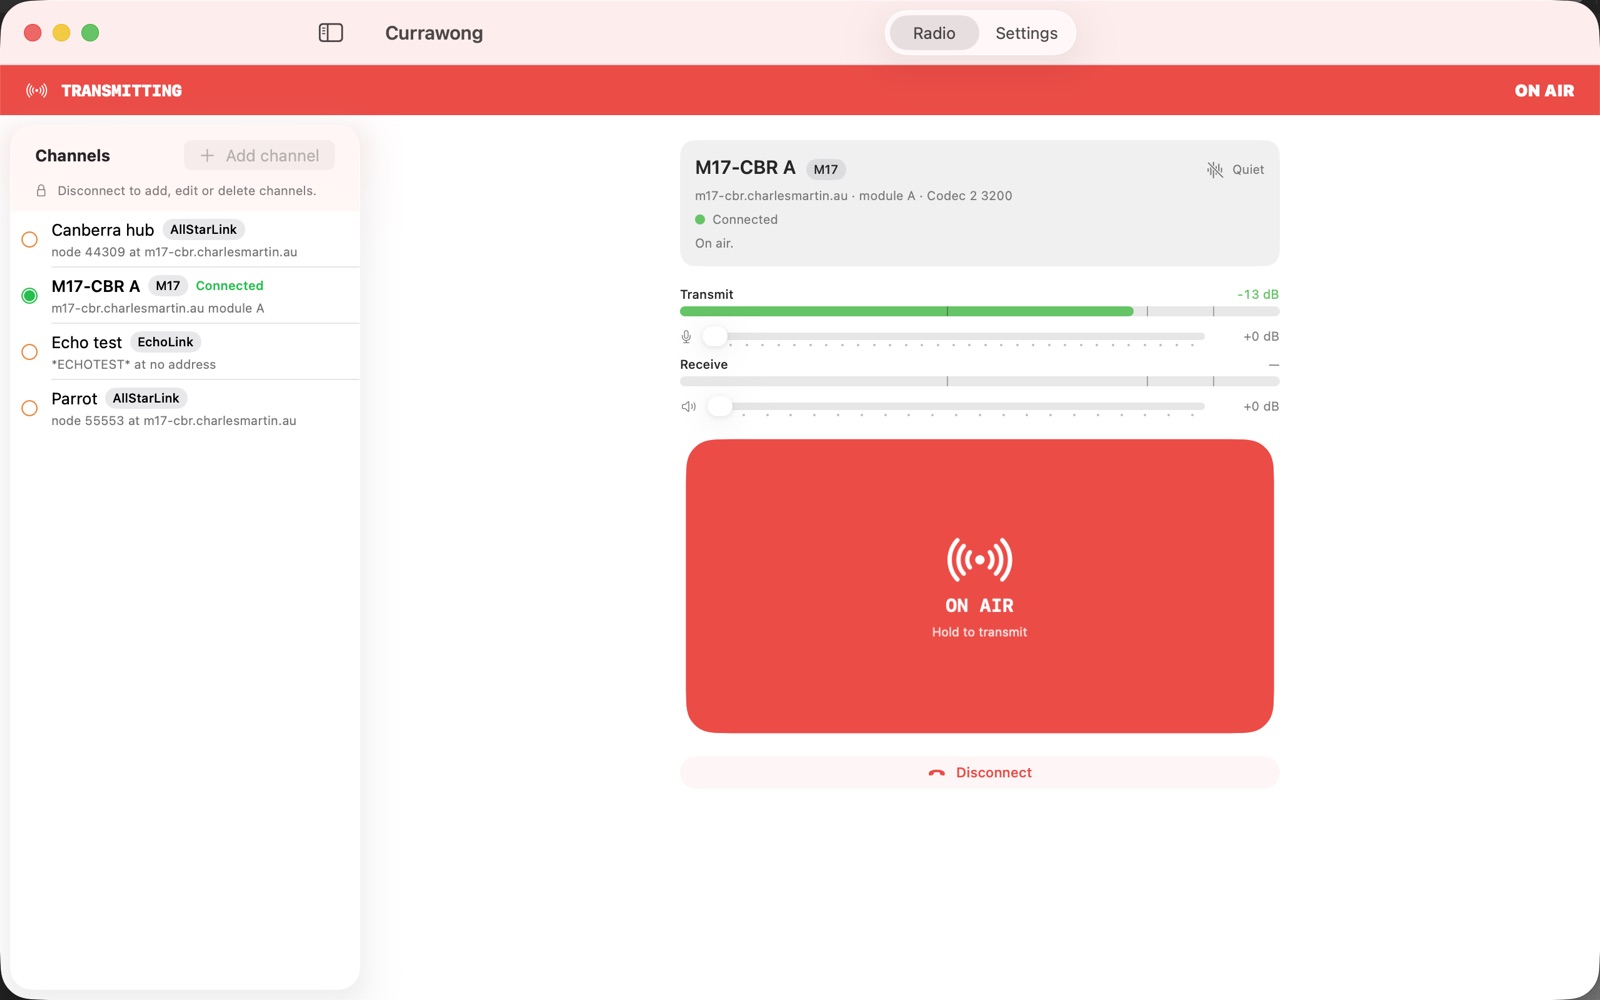 Currawong
Radio
Settings
TRANSMITTING
ON AIR
Channels
+ Add channel
Disconnect to add, edit or delete channels.
Canberra hub AllStarLink
node 44309 at m17-cbr.charlesmartin.au
M17-CBR A M17 Connected
m17-cbr.charlesmartin.au module A
Echo test EchoLink
*ECHOTEST* at no address
Parrot AllStarLink
node 55553 at m17-cbr.charlesmartin.au
M17-CBR A M17
Quiet
m17-cbr.charlesmartin.au · module A · Codec 2 3200
Connected
On air.
Transmit -13 dB
+0 dB
Receive —
+0 dB
ON AIR
Hold to transmit
Disconnect